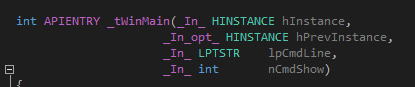 int APIENTRY _tWinMain(_In_ HINSTANCE hInstance,
_In_opt_ HINSTANCE hPrevInstance,
_In_ LPTSTR lpCmdLine,
_In_ int nCmdShow)
{